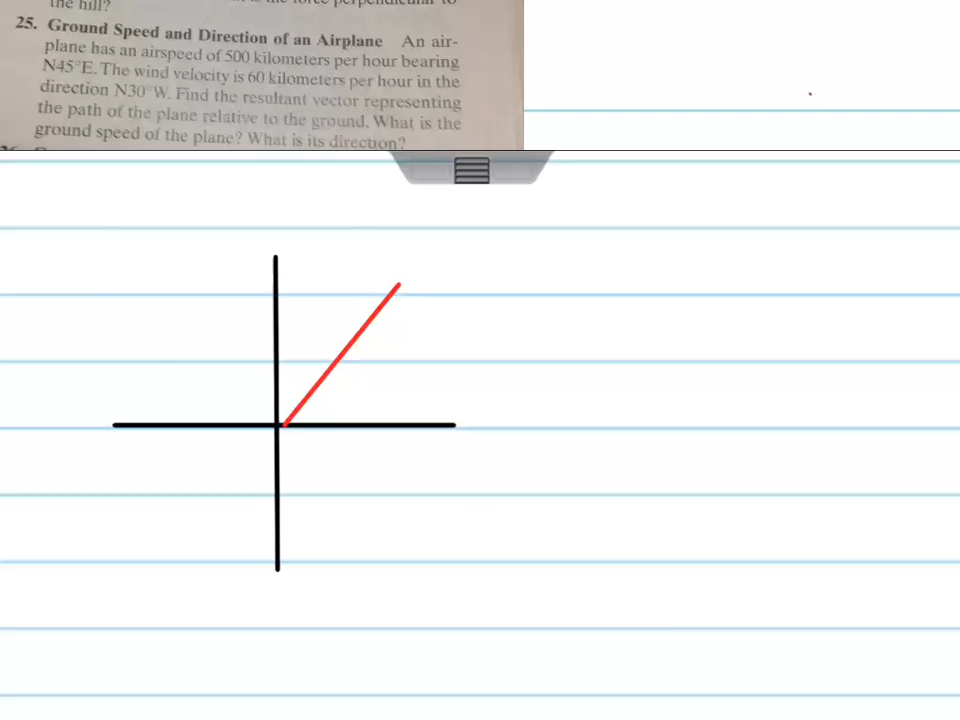 the hill?
25. Ground Speed and Direction of an Airplane An air-
plane has an airspeed of 500 kilometers per hour bearing
N45°E. The wind velocity is 60 kilometers per hour in the
direction N30°W. Find the resultant vector representing
the path of the plane relative to the ground. What is the
ground speed of the plane? What is its direction?